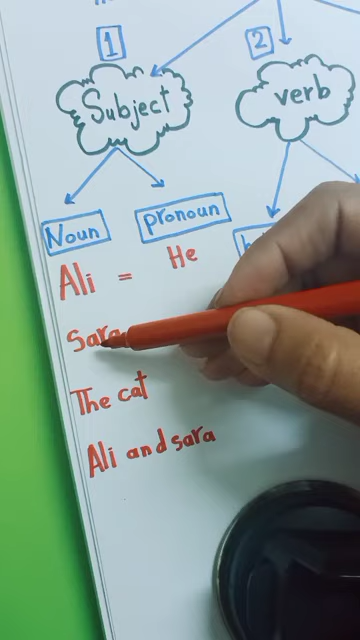 1
2
Subject
verb
Noun
pronoun
Ali = He
Sara
The cat
Ali and sara